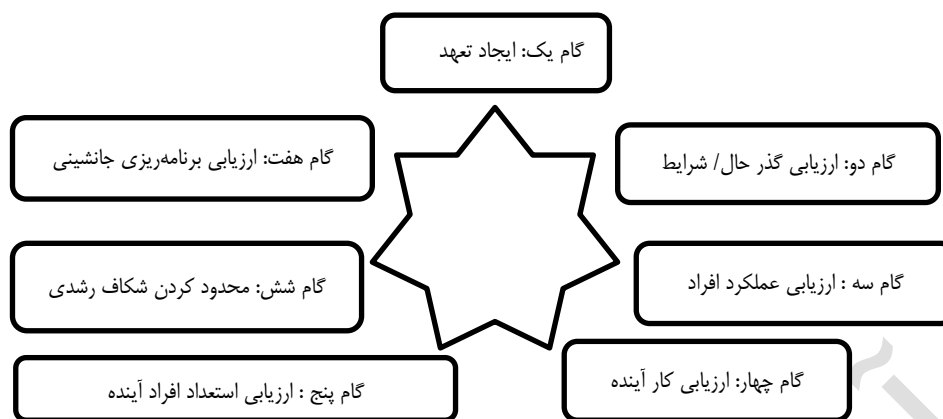 گام یک: ایجاد تعهد
گام دو: ارزیابی گذر حال/ شرایط
گام سه : ارزیابی عملکرد افراد
گام چهار: ارزیابی کار آینده
گام پنج : ارزیابی استعداد افراد آینده
گام شش: محدود کردن شکاف رشدی
گام هفت: ارزیابی برنامه‌ریزی جانشینی